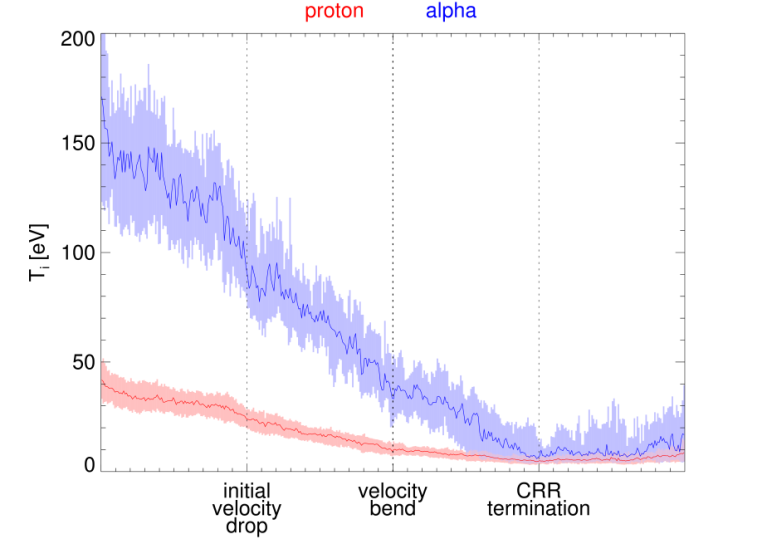 proton alpha
200
150
100
50
0
T_i [eV]
initial velocity drop
velocity bend
CRR termination